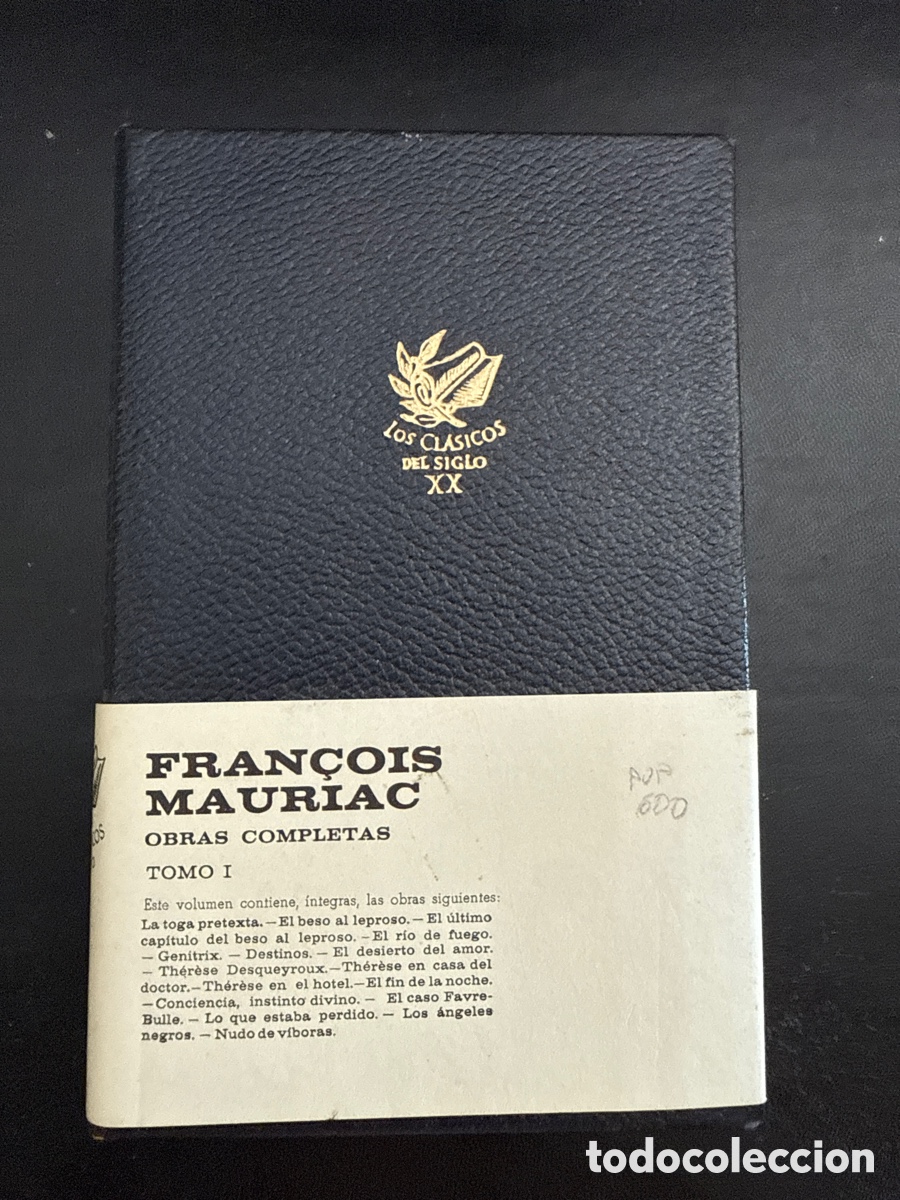 LOS CLÁSICOS
DEL SIGLO
XX
FRANÇOIS
MAURIAC
OBRAS COMPLETAS
TOMO I
PVP
600
Este volumen contiene, íntegras, las obras siguientes:
La toga pretexta. — El beso al leproso. — El último
capítulo del beso al leproso. – El río de fuego.
— Genitrix. — Destinos. — El desierto del amor.
— Thérèse Desqueyroux.—Thérèse en casa del
doctor.—Thérèse en el hotel.—El fin de la noche.
—Conciencia, instinto divino. — El caso Favre-
Bulle. — Lo que estaba perdido. — Los ángeles
negros. — Nudo de víboras.
todocoleccion